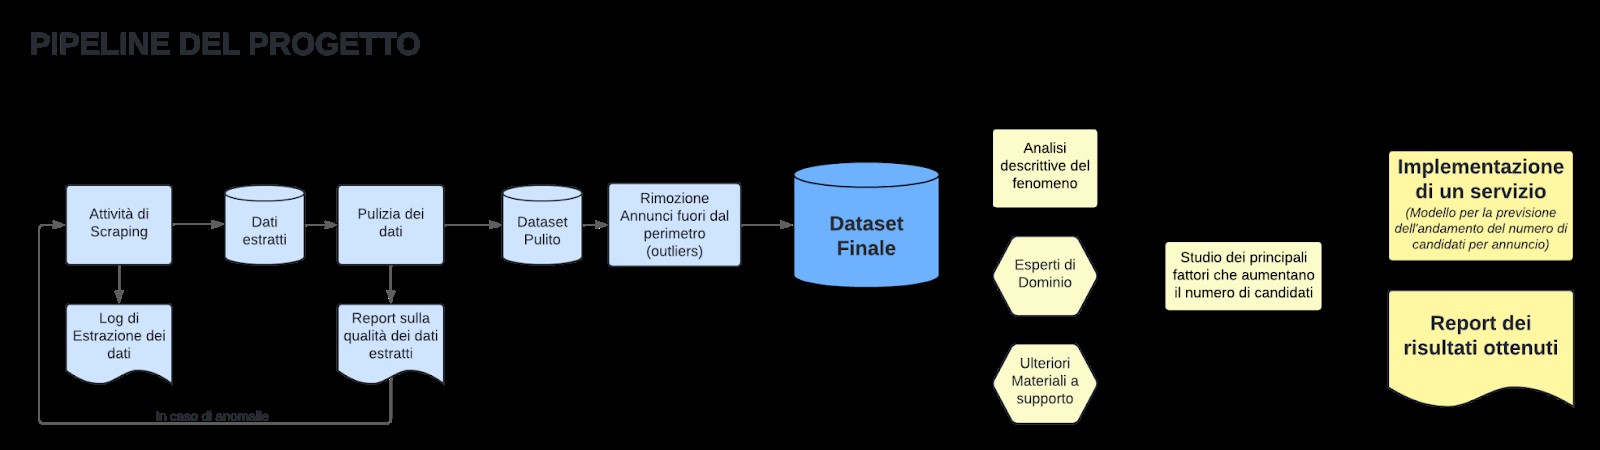 PIPELINE DEL PROGETTO
Attività di
Scraping
Dati
estratti
Pulizia dei
dati
Dataset
Pulito
Rimozione
Annunci fuori dal
perimetro
(outliers)
Dataset
Finale
Log di
Estrazione dei
dati
Report sulla
qualità dei dati
estratti
In caso di anomalie
Analisi
descrittive del
fenomeno
Esperti di
Dominio
Ulteriori
Materiali a
supporto
Studio dei principali
fattori che aumentano
il numero di candidati
Implementazione
di un servizio
(Modello per la previsione
dell'andamento del numero di
candidati per annuncio)
Report dei
risultati ottenuti